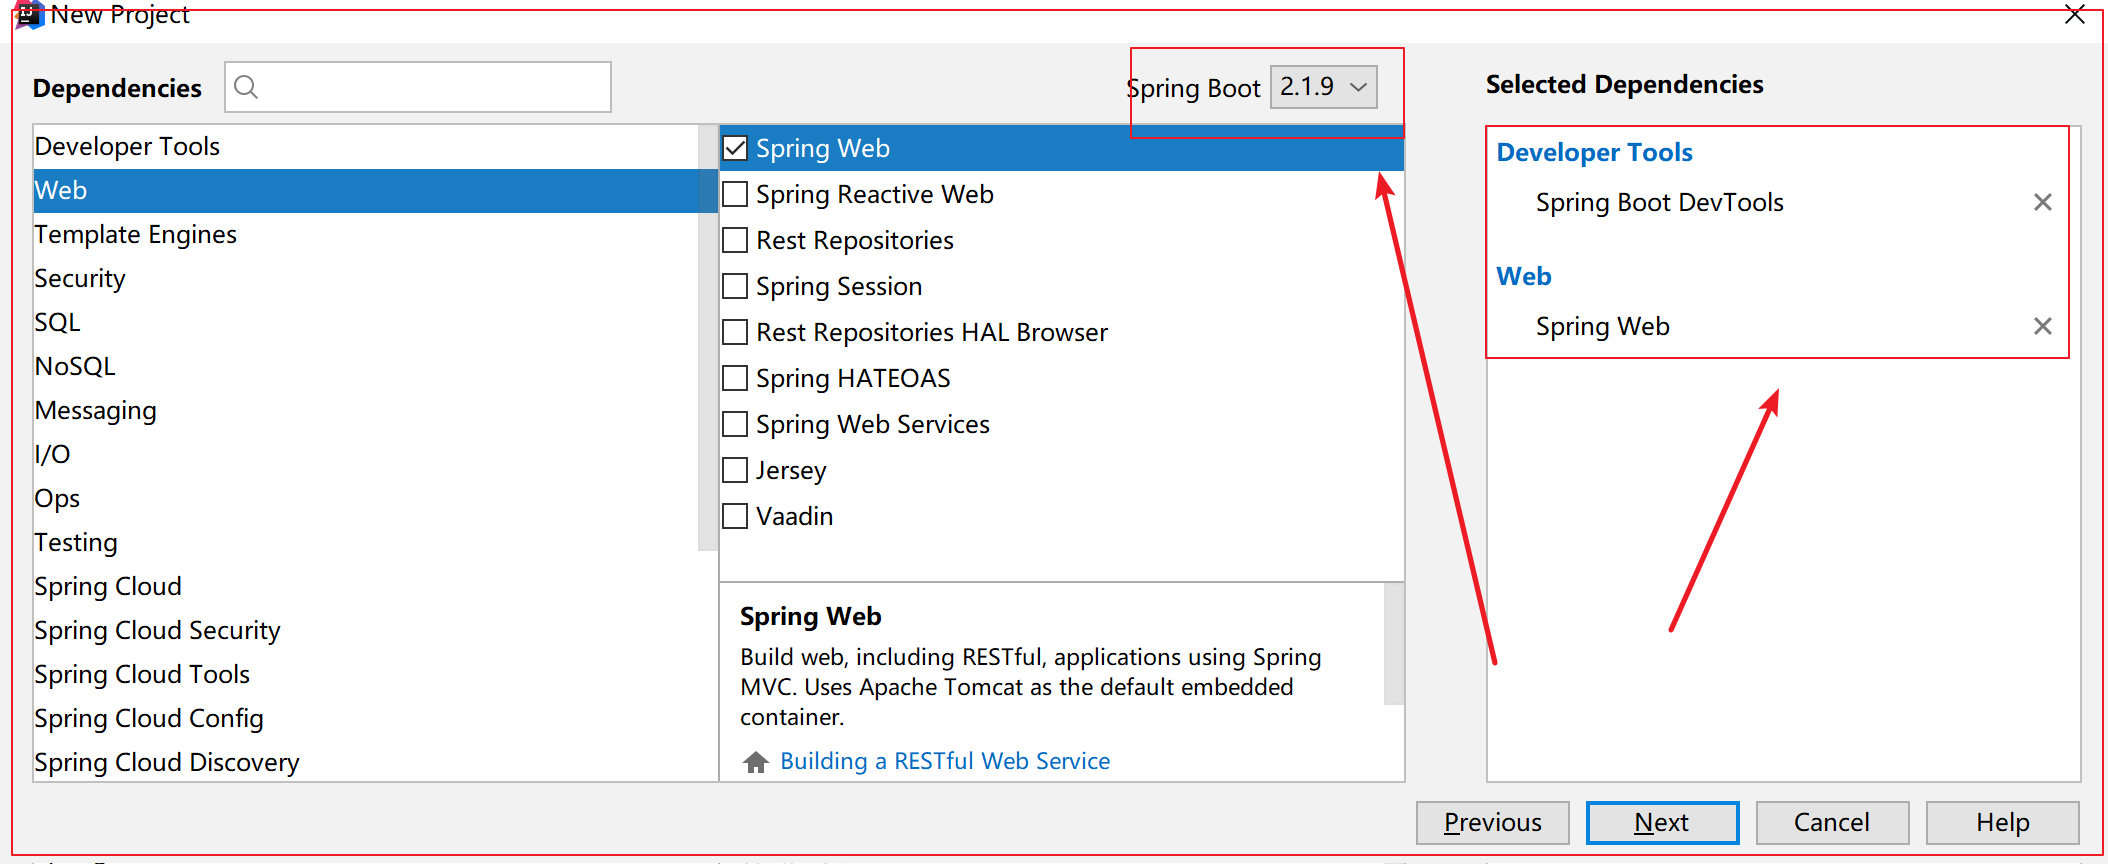 New Project
Dependencies
Spring Boot 2.1.9
Selected Dependencies
Developer Tools
Web
Template Engines
Security
SQL
NoSQL
Messaging
I/O
Ops
Testing
Spring Cloud
Spring Cloud Security
Spring Cloud Tools
Spring Cloud Config
Spring Cloud Discovery
Spring Web
Spring Reactive Web
Rest Repositories
Spring Session
Rest Repositories HAL Browser
Spring HATEOAS
Spring Web Services
Jersey
Vaadin
Spring Web
Build web, including RESTful, applications using Spring
MVC. Uses Apache Tomcat as the default embedded
container.
Building a RESTful Web Service
Developer Tools
Spring Boot DevTools
Web
Spring Web
Previous
Next
Cancel
Help